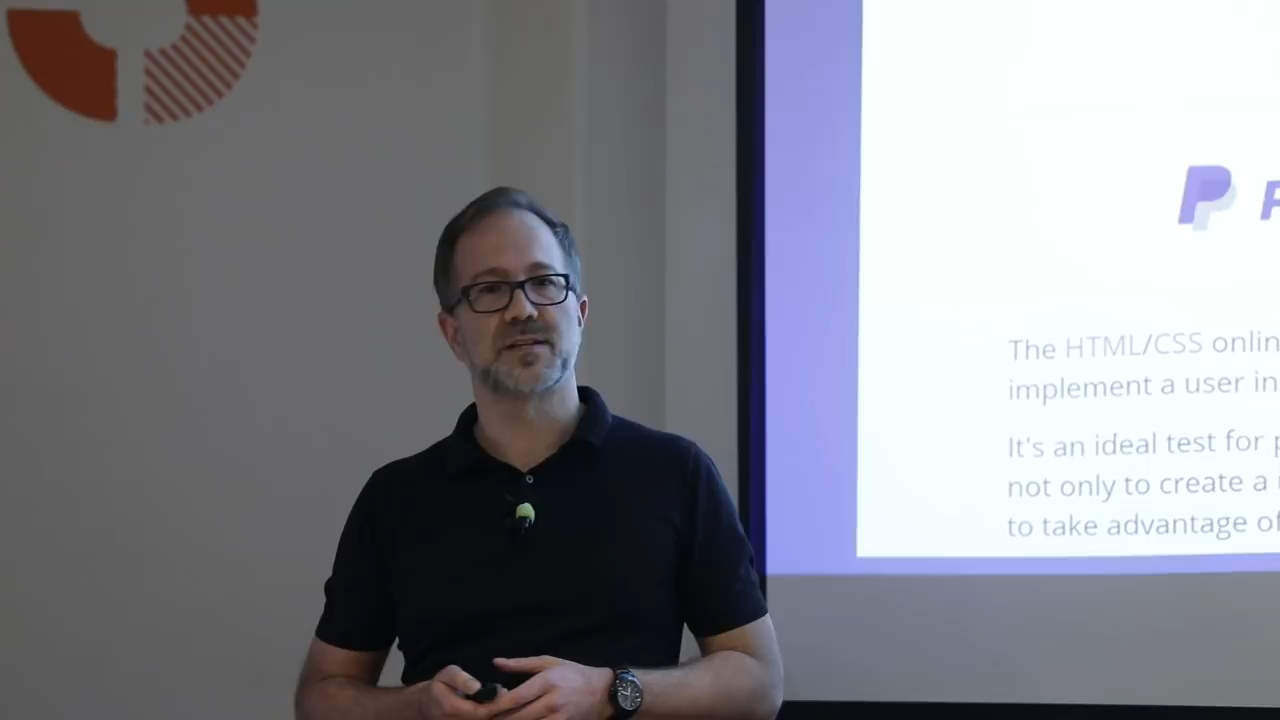 P
The HTML/CSS onlin
implement a user in
It's an ideal test for p
not only to create a
to take advantage of